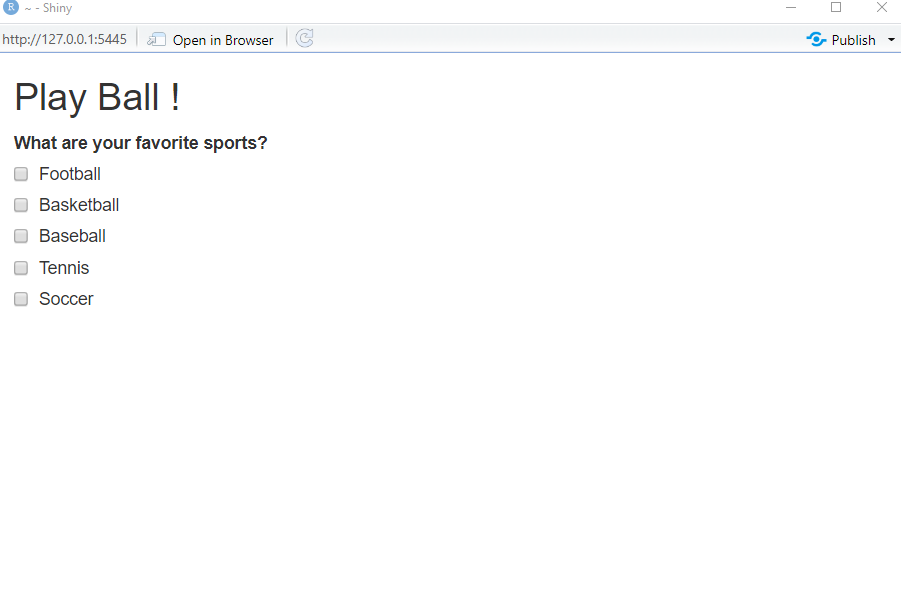 R ~ - Shiny
http://127.0.0.1:5445 Open in Browser Publish
Play Ball !
What are your favorite sports?
Football
Basketball
Baseball
Tennis
Soccer